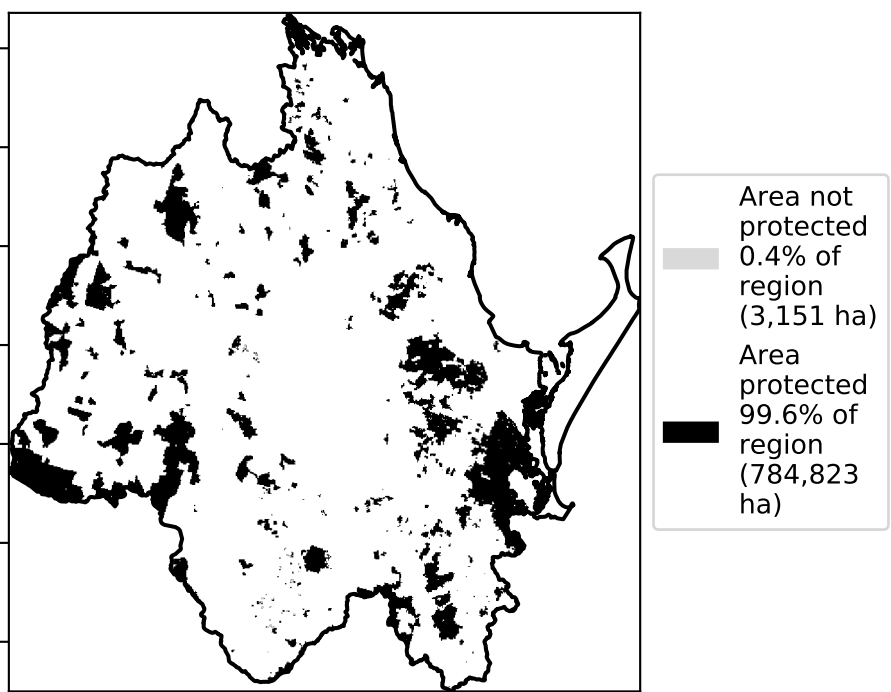 Area not
protected
0.4% of
region
(3,151 ha)
Area
protected
99.6% of
region
(784,823
ha)